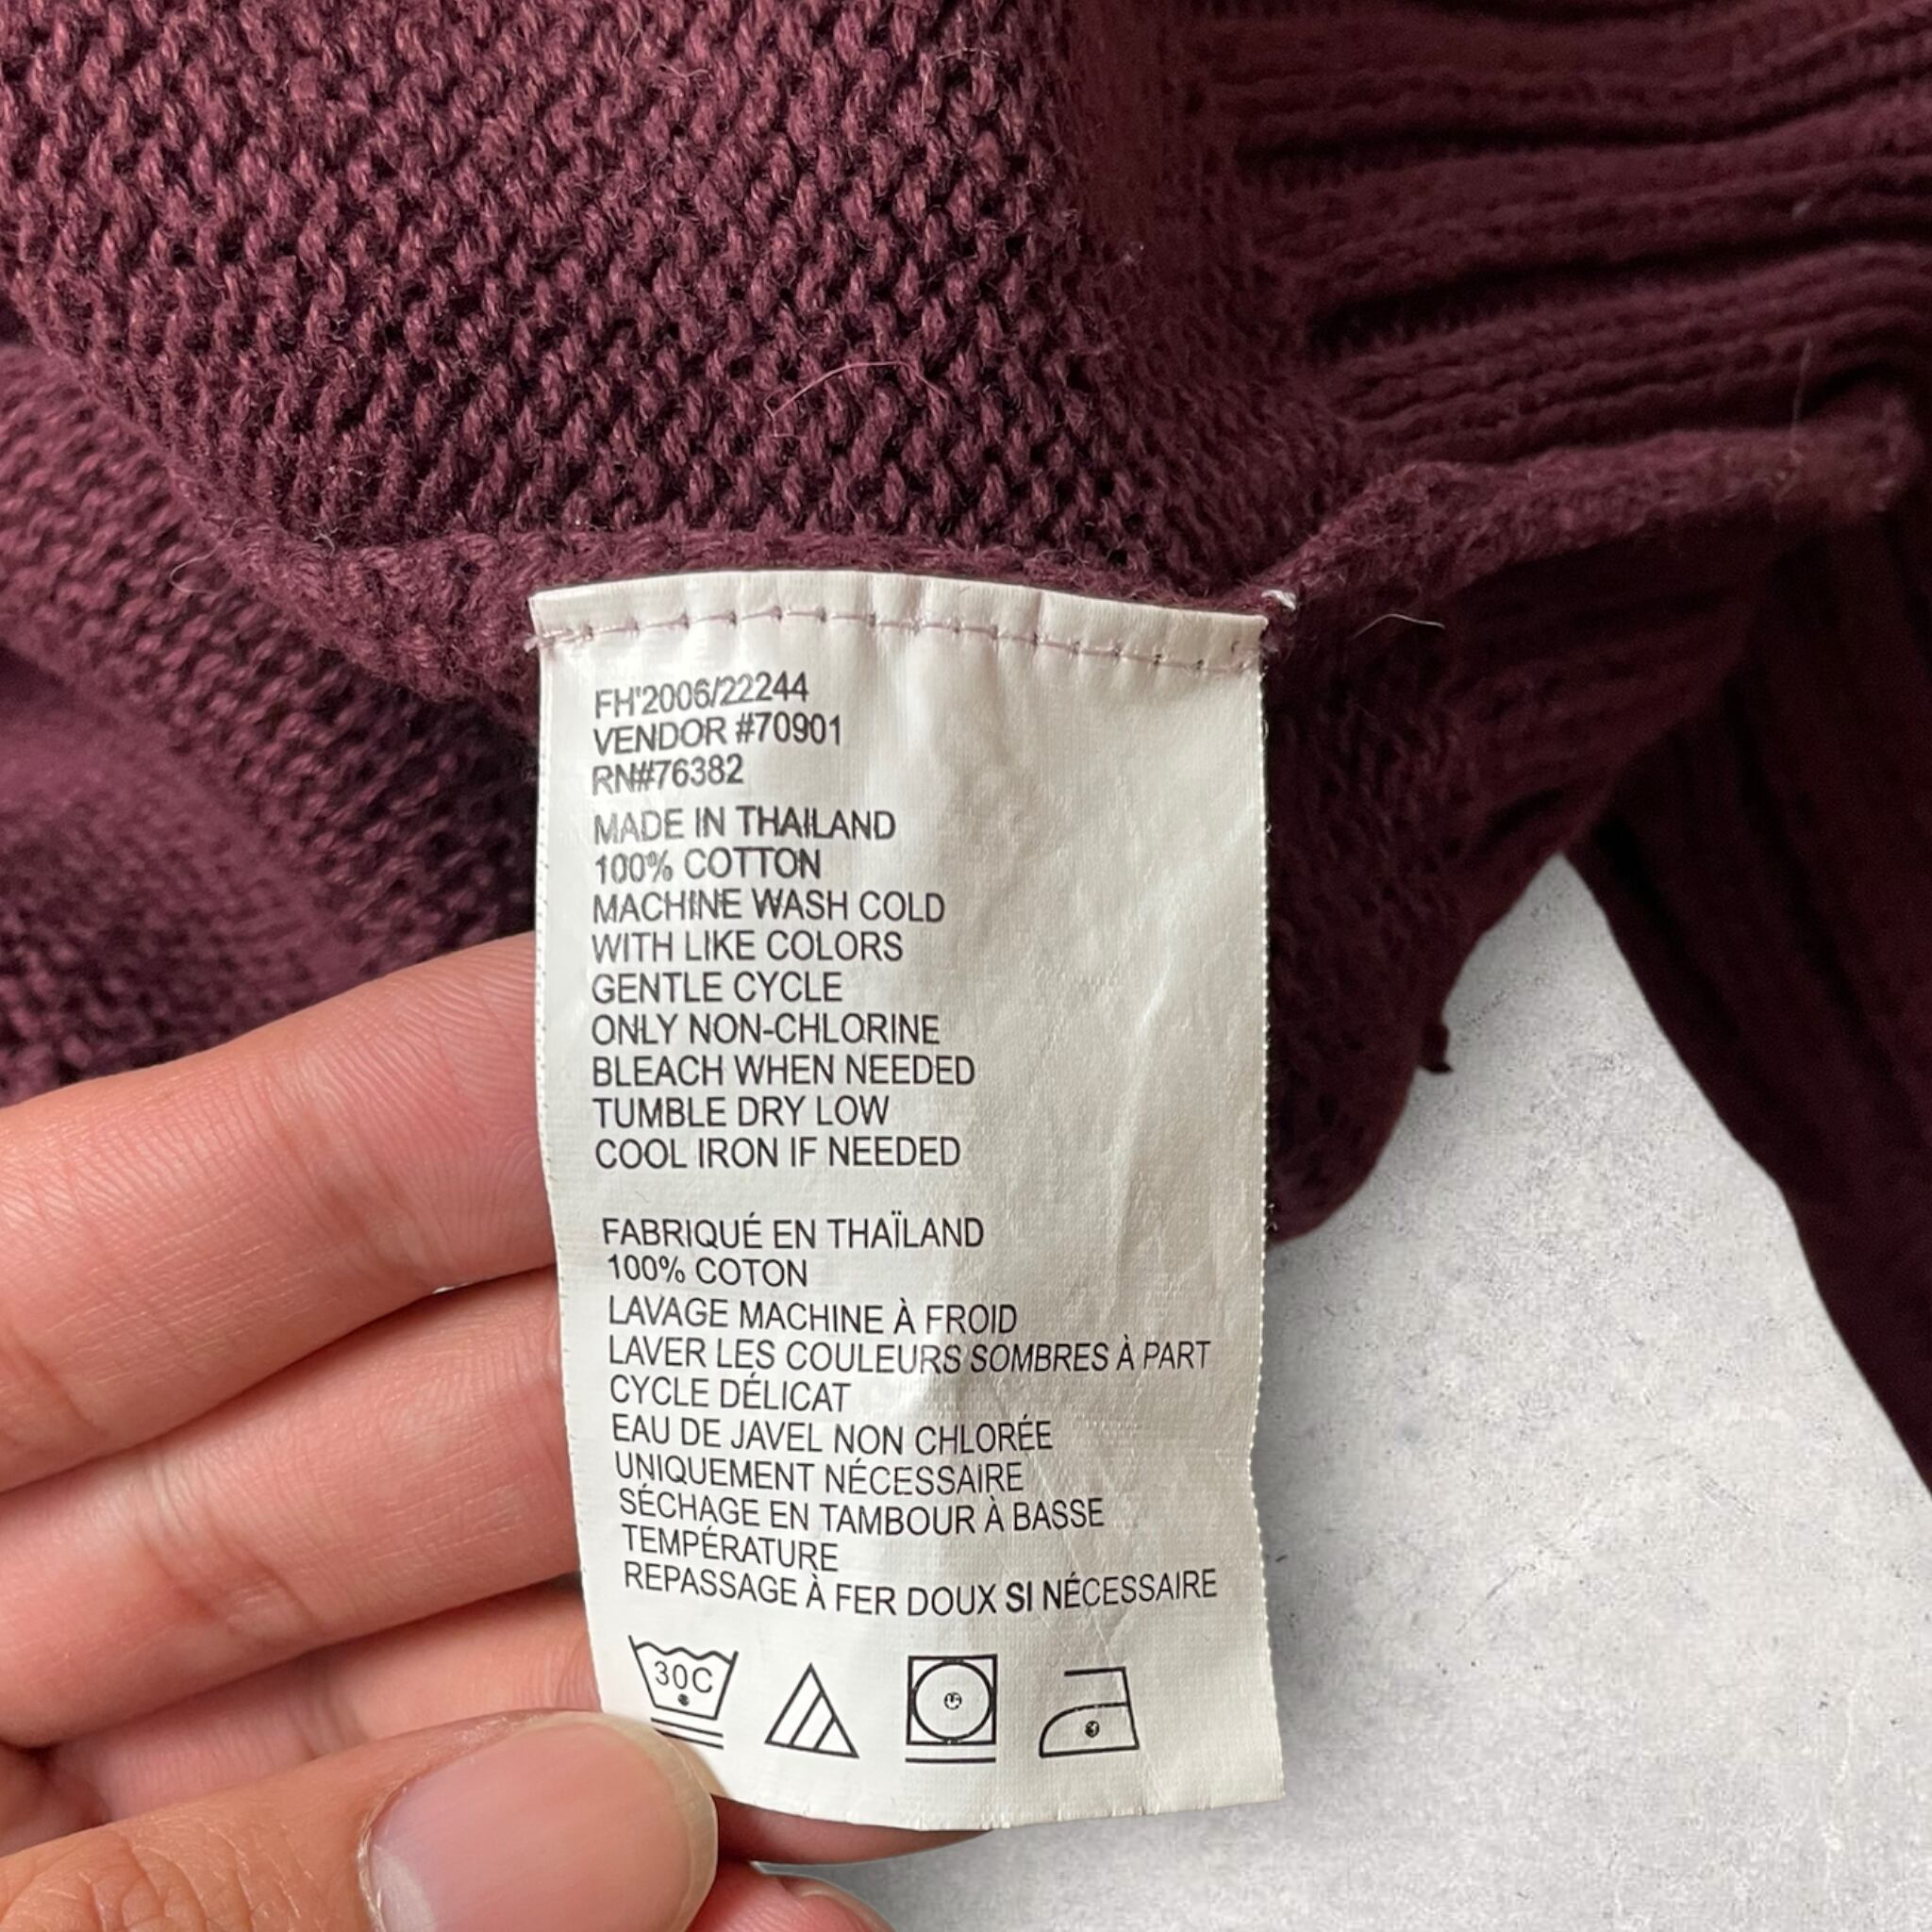 FH'2006/22244
VENDOR #70901
RN#76382
MADE IN THAILAND
100% COTTON
MACHINE WASH COLD
WITH LIKE COLORS
GENTLE CYCLE
ONLY NON-CHLORINE
BLEACH WHEN NEEDED
TUMBLE DRY LOW
COOL IRON IF NEEDED
FABRIQUÉ EN THAÏLAND
100% COTON
LAVAGE MACHINE À FROID
LAVER LES COULEURS SOMBRES À PART
CYCLE DÉLICAT
EAU DE JAVEL NON CHLORÉE
UNIQUEMENT NÉCESSAIRE
SÉCHAGE EN TAMBOUR À BASSE
TEMPÉRATURE
REPASSAGE À FER DOUX SI NÉCESSAIRE
30C